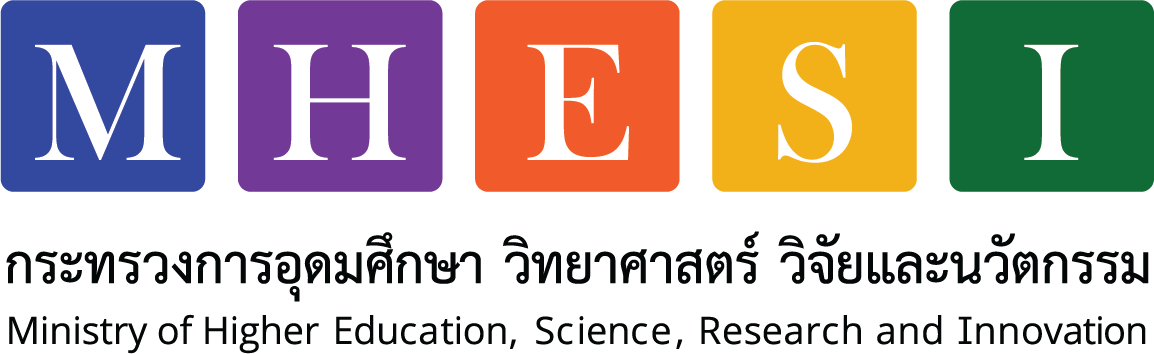 MHESI
กระทรวงการอุดมศึกษา วิทยาศาสตร์ วิจัยและนวัตกรรม
Ministry of Higher Education, Science, Research and Innovation